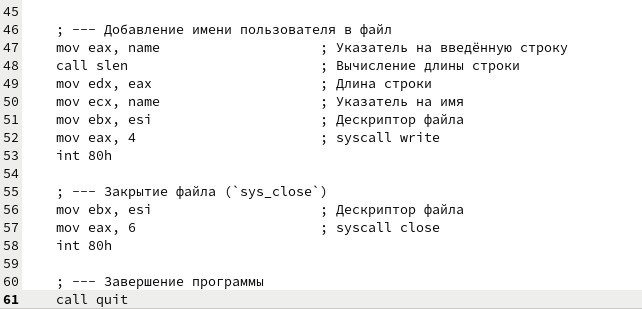 45
46 ; --- Добавление имени пользователя в файл
47 mov eax, name ; Указатель на введённую строку
48 call slen ; Вычисление длины строки
49 mov edx, eax ; Длина строки
50 mov ecx, name ; Указатель на имя
51 mov ebx, esi ; Дескриптор файла
52 mov eax, 4 ; syscall write
53 int 80h
54
55 ; --- Закрытие файла (`sys_close`)
56 mov ebx, esi ; Дескриптор файла
57 mov eax, 6 ; syscall close
58 int 80h
59
60 ; --- Завершение программы
61 call quit